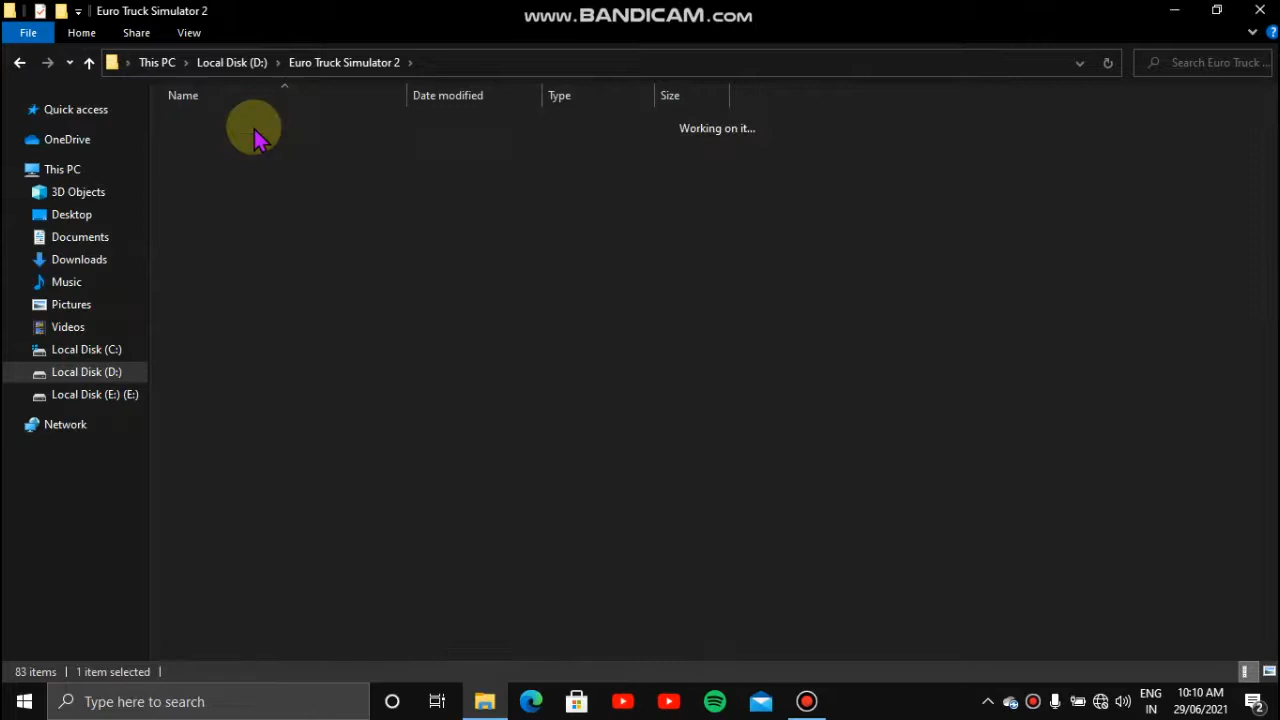 Euro Truck Simulator 2
www.BANDICAM.com
File Home Share View
This PC Local Disk (D:) Euro Truck Simulator 2
Search Euro Truck ...
Name Date modified Type Size
Working on it...
Quick access
OneDrive
This PC
3D Objects
Desktop
Documents
Downloads
Music
Pictures
Videos
Local Disk (C:)
Local Disk (D:)
Local Disk (E:) (E:)
Network
83 items 1 item selected
Type here to search
ENG
IN
10:10 AM
29/06/2021
2